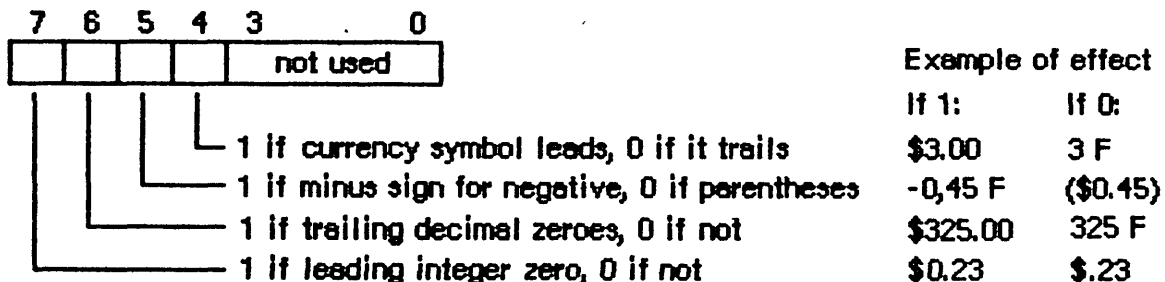 7 6 5 4 3 0
not used
Example of effect
If 1: If 0:
1 if currency symbol leads, 0 if it trails $3.00 3 F
1 if minus sign for negative, 0 if parentheses -0,45 F ($0.45)
1 if trailing decimal zeroes, 0 if not $325.00 325 F
1 if leading integer zero, 0 if not $0.23 $.23